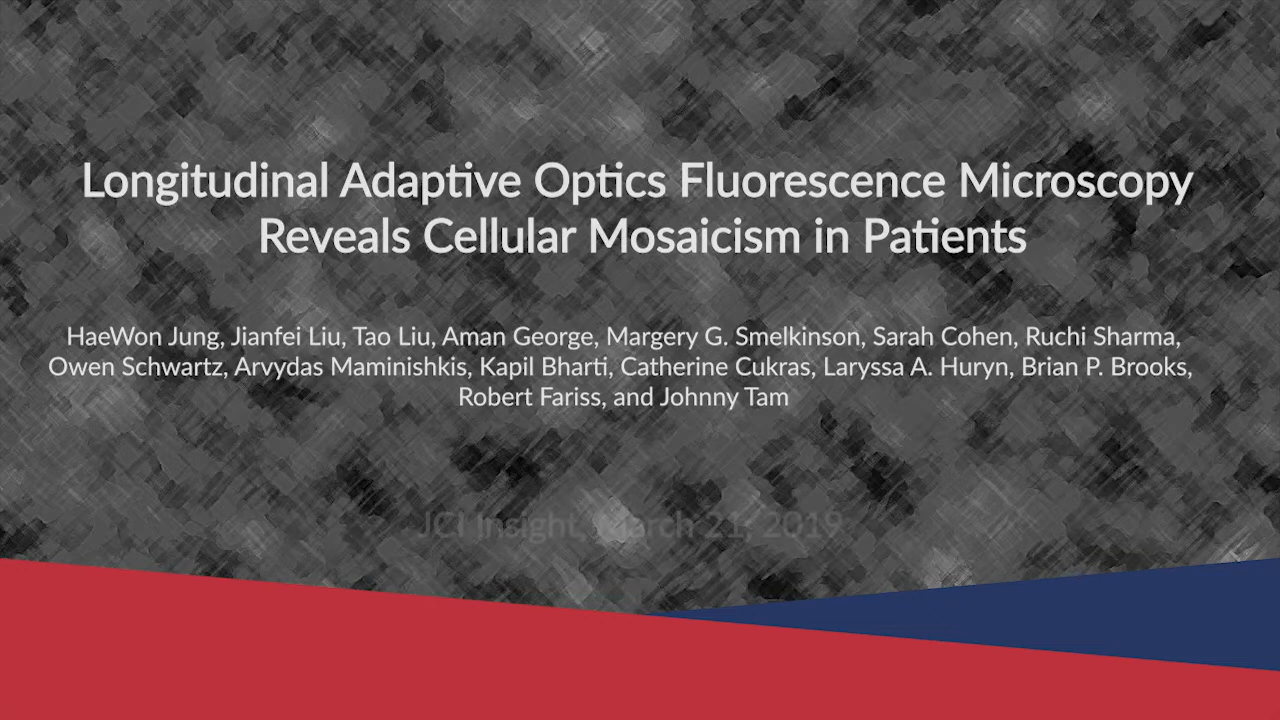 Longitudinal Adaptive Optics Fluorescence Microscopy
Reveals Cellular Mosaicism in Patients
HaeWon Jung, Jianfei Liu, Tao Liu, Aman George, Margery G. Smelkinson, Sarah Cohen, Ruchi Sharma,
Owen Schwartz, Arvydas Maminishkis, Kapil Bharti, Catherine Cukras, Laryssa A. Huryn, Brian P. Brooks,
Robert Fariss, and Johnny Tam
JCI Insight, March 21, 2019